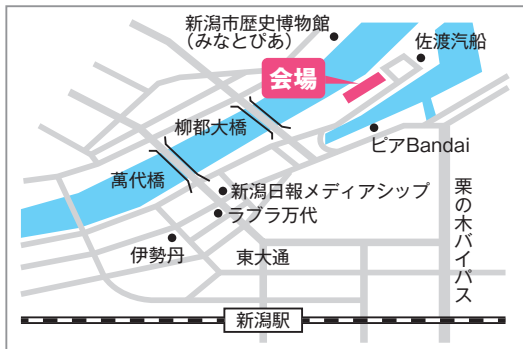 新潟市歴史博物館
（みなとぴあ）
佐渡汽船
会場
柳都大橋
ピアBandai
萬代橋
新潟日報メディアシップ
ラブラ万代
伊勢丹
東大通
栗の木バイパス
新潟駅